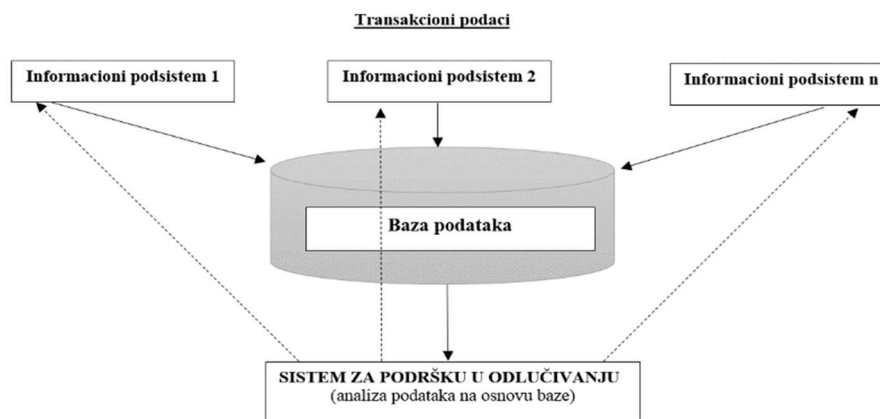 Transakcioni podaci
Informacioni podsistem 1
Informacioni podsistem 2
Informacioni podsistem n
Baza podataka
SISTEM ZA PODRŠKU U ODLUČIVANJU
(analiza podataka na osnovu baze)